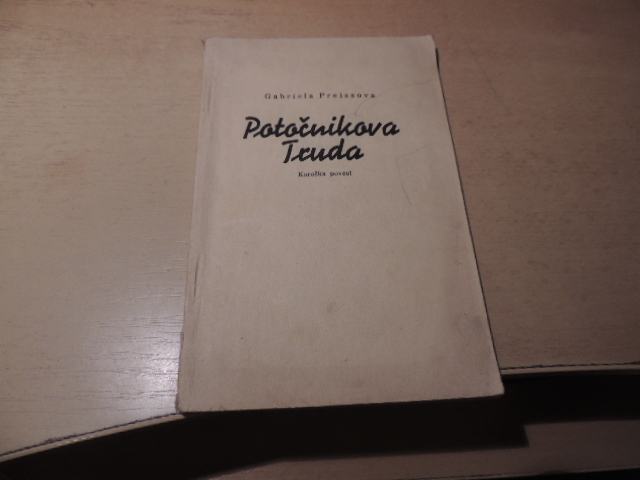 Gabriela Preissova
Potočnikova
Truda
Koroška povest